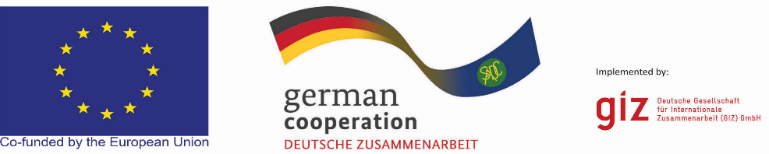 Co-funded by the European Union
german
cooperation
DEUTSCHE ZUSAMMENARBEIT
Implemented by:
giz
Deutsche Gesellschaft
für Internationale
Zusammenarbeit (GIZ) GmbH